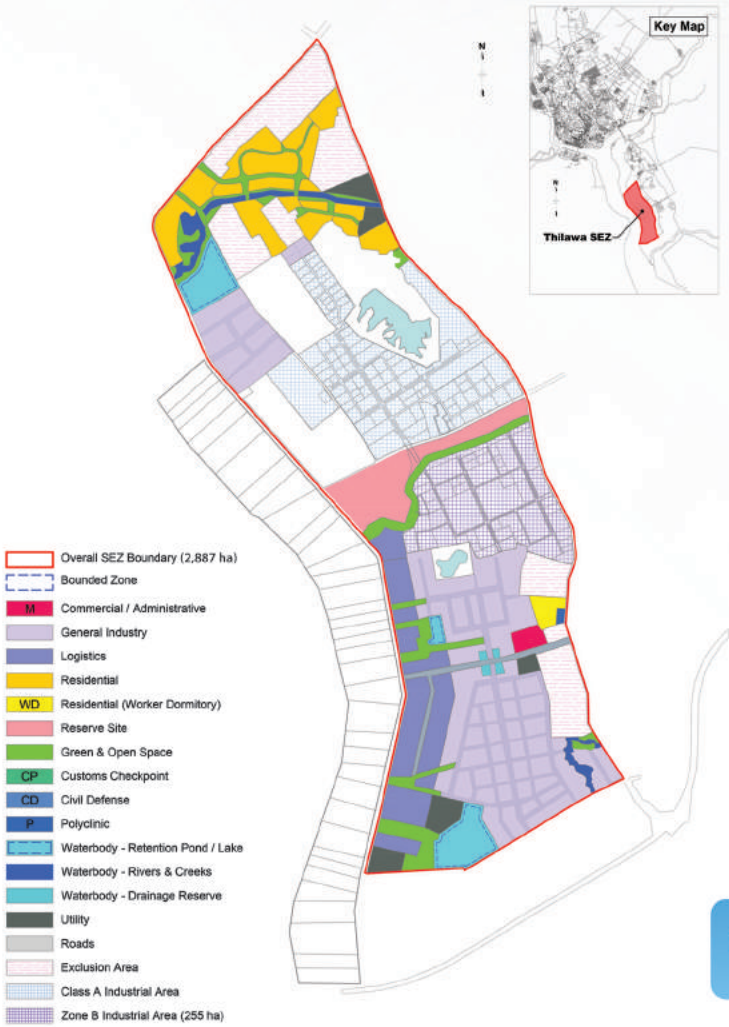 Key Map
N
N
Thilawa SEZ
Overall SEZ Boundary (2,887 ha)
Bounded Zone
M Commercial / Administrative
General Industry
Logistics
Residential
WD Residential (Worker Dormitory)
Reserve Site
Green & Open Space
CP Customs Checkpoint
CD Civil Defense
P Polyclinic
Waterbody - Retention Pond / Lake
Waterbody - Rivers & Creeks
Waterbody - Drainage Reserve
Utility
Roads
Exclusion Area
Class A Industrial Area
Zone B Industrial Area (255 ha)